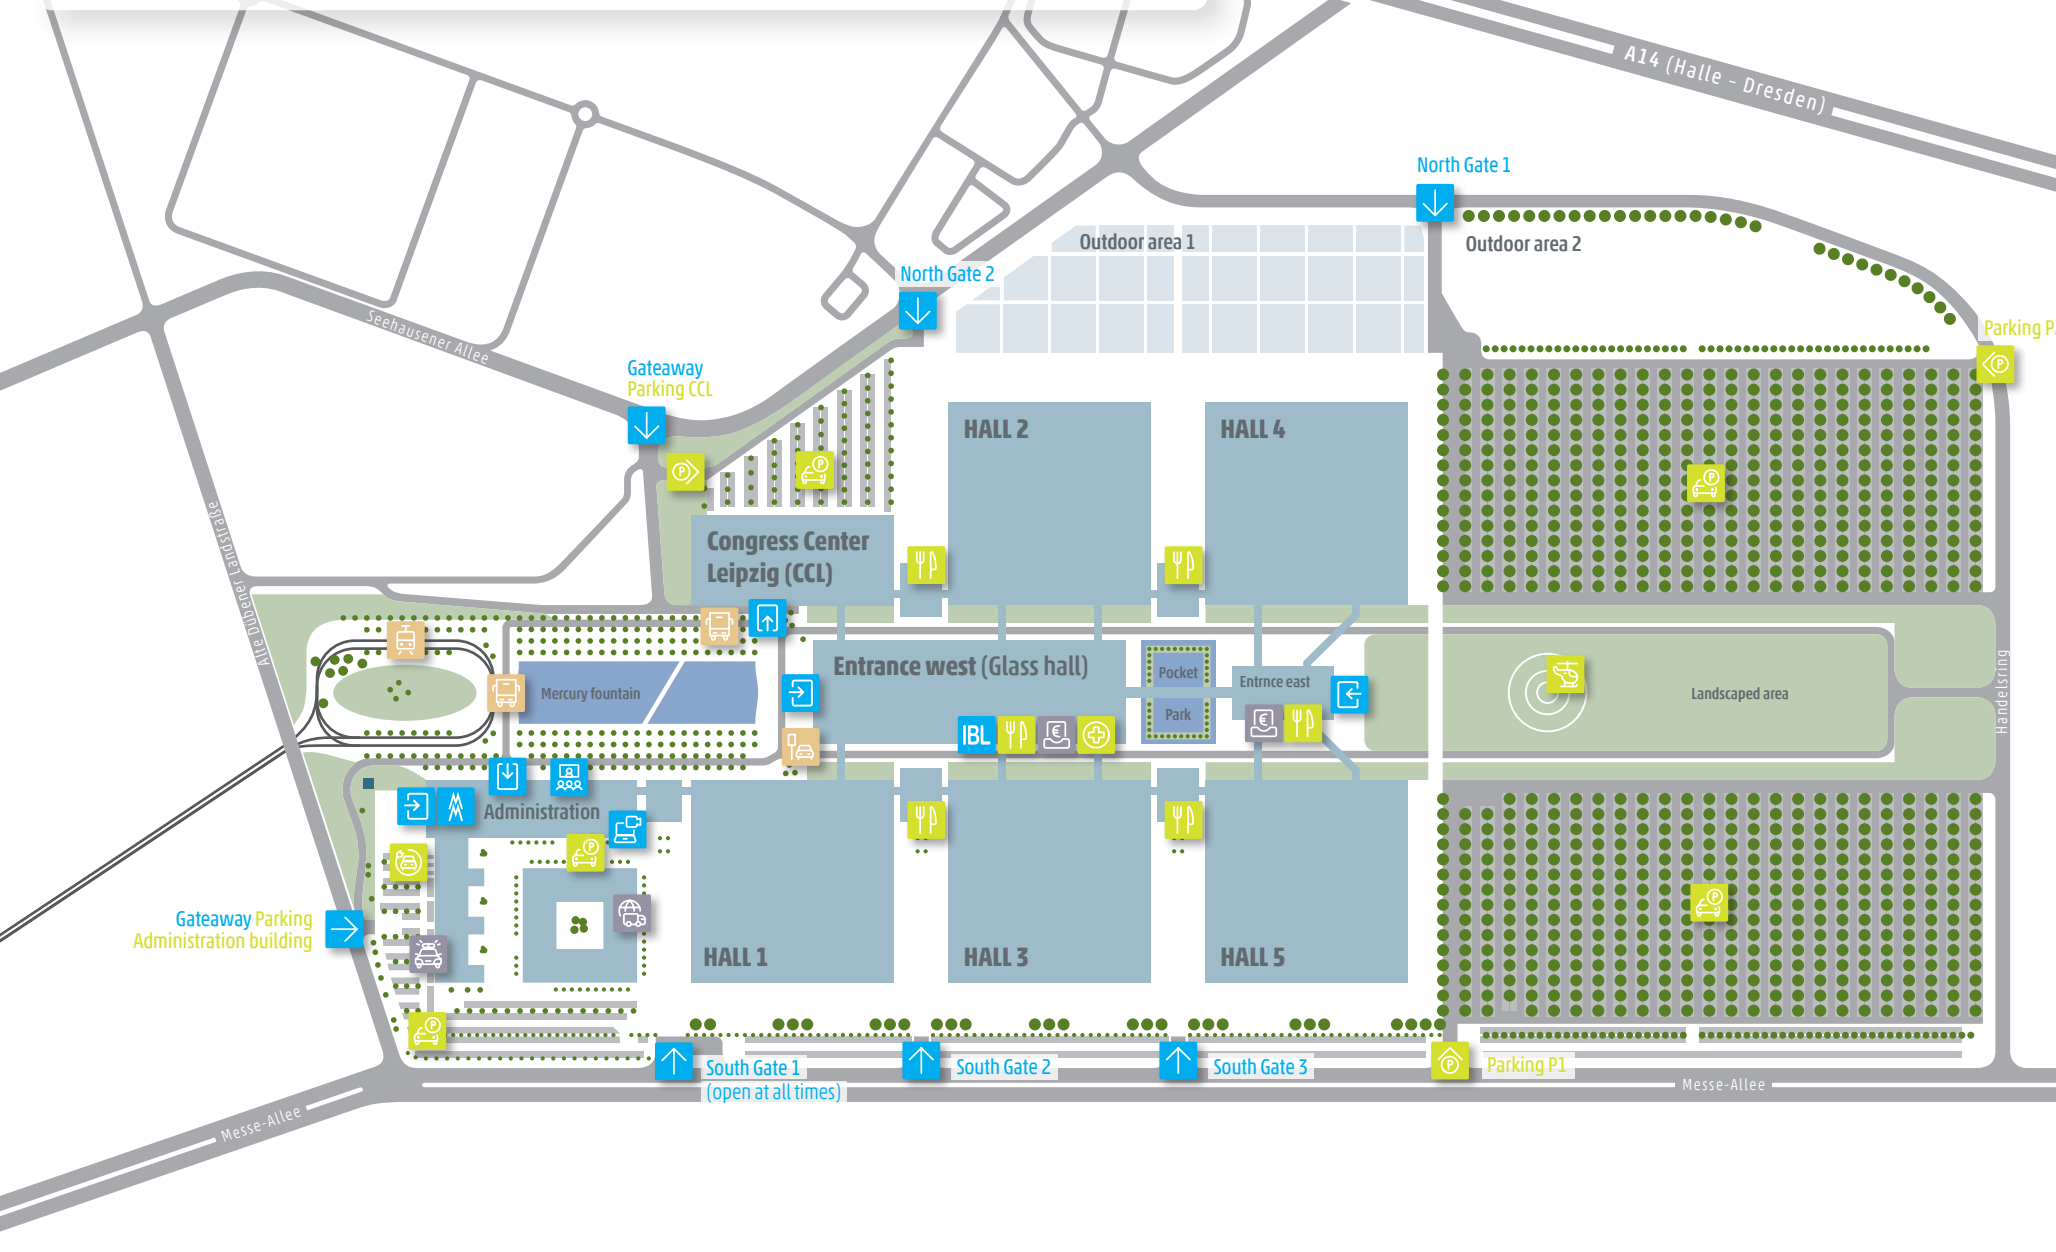 A14 (Halle – Dresden)
North Gate 1
Outdoor area 1
Outdoor area 2
North Gate 2
Parking P
Seehausener Allee
Gateaway
Parking CCL
HALL 2
HALL 4
Congress Center
Leipzig (CCL)
Alte Dübener Landstraße
Entrance west (Glass hall)
Mercury fountain
Pocket
Park
Entrnce east
Landscaped area
Handelsring
IBL
Administration
Gateaway Parking
Administration building
HALL 1
HALL 3
HALL 5
South Gate 1
(open at all times)
South Gate 2
South Gate 3
Parking P1
Messe-Allee
Messe-Allee